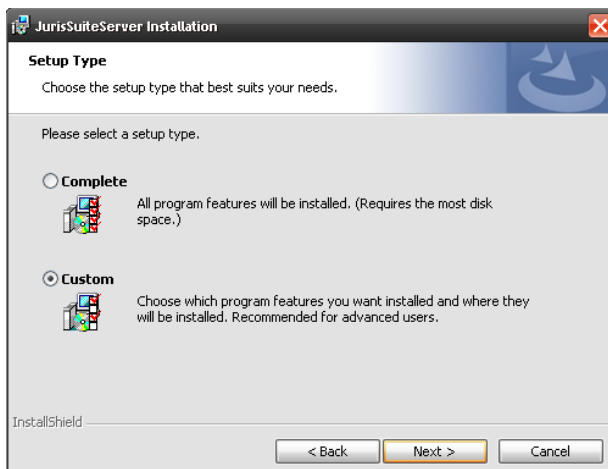 JurisSuiteServer Installation
Setup Type
Choose the setup type that best suits your needs.
Please select a setup type.
Complete
All program features will be installed. (Requires the most disk
space.)
Custom
Choose which program features you want installed and where they
will be installed. Recommended for advanced users.
InstallShield
< Back
Next >
Cancel